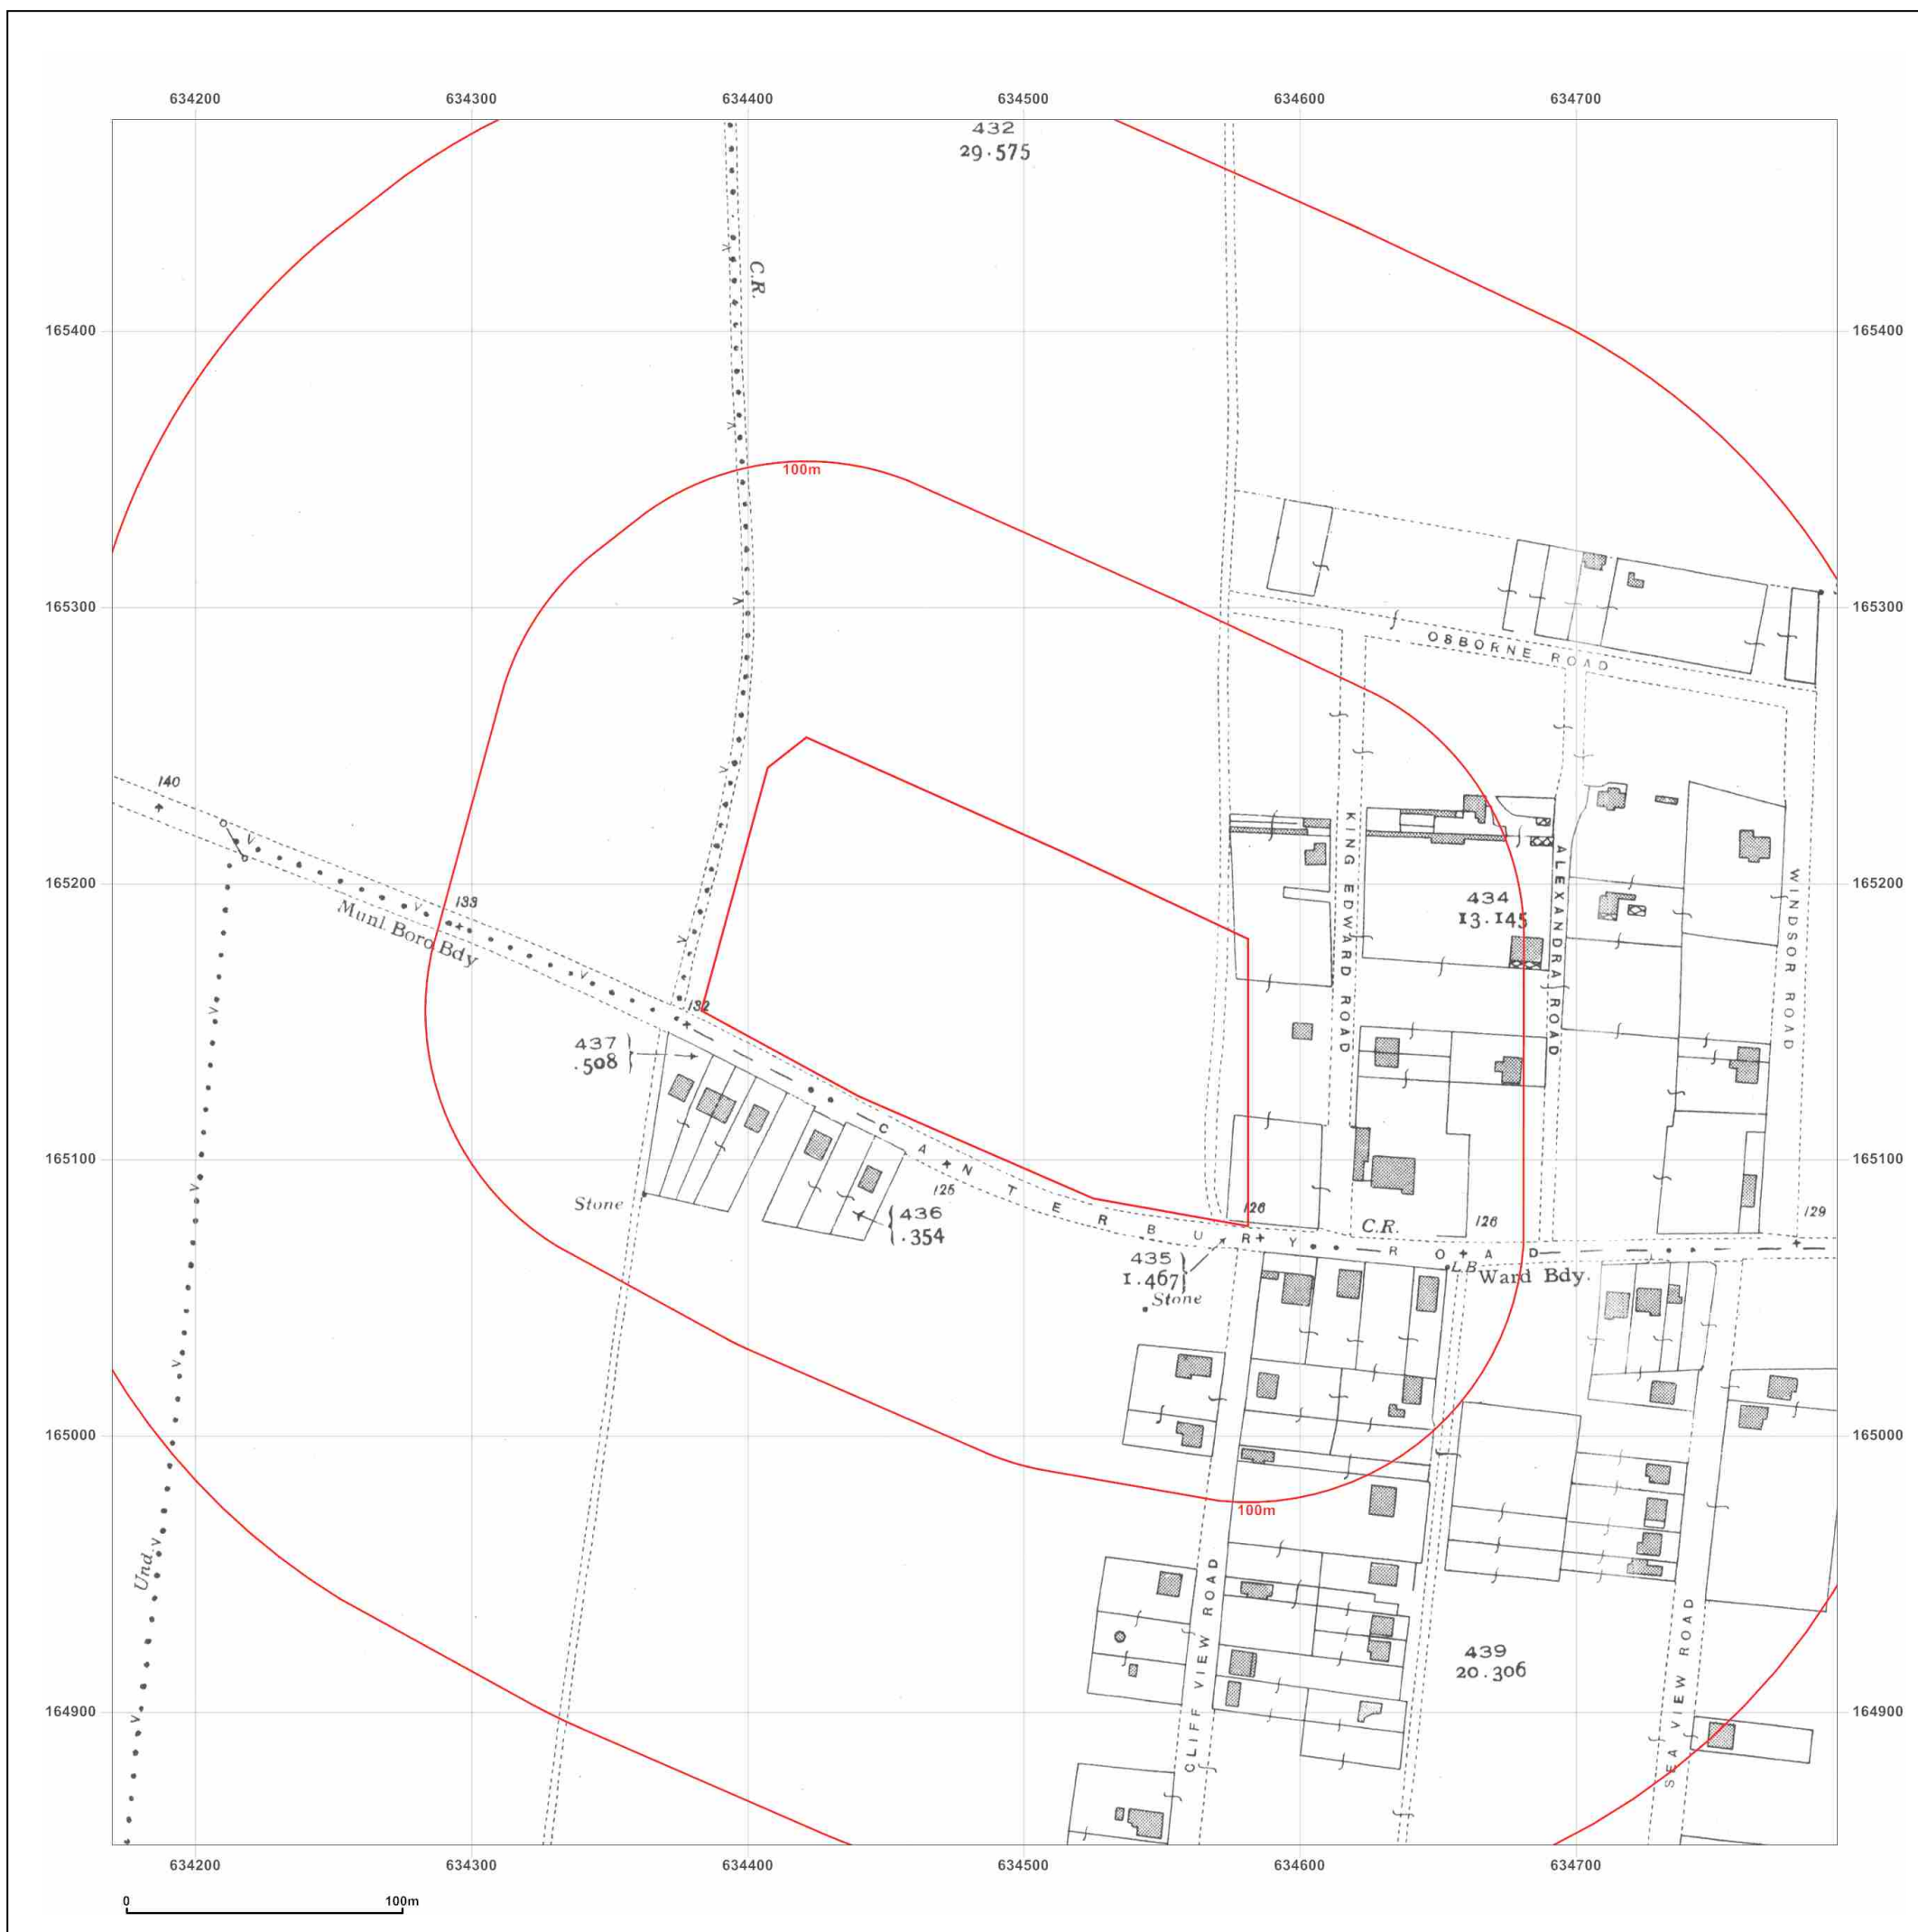 634200 634300 634400 634500 634600 634700
432
29.575
C.R.
165400 165400
100m
165300 165300
OSBORNE ROAD
140
133
Munl. Boro Bdy
KING EDWARD ROAD
ALEXANDRA ROAD
WINDSOR ROAD
165200 165200
434
13.145
132
437
.508
CANTERBURY ROAD
125
165100 165100
Stone
436
.354
126
C.R.
126
129
435
1.467
L.B.
Ward Bdy.
Stone
165000 165000
100m
Und.
CLIFF VIEW ROAD
SEA VIEW ROAD
439
20.306
164900 164900
634200 634300 634400 634500 634600 634700
0 100m